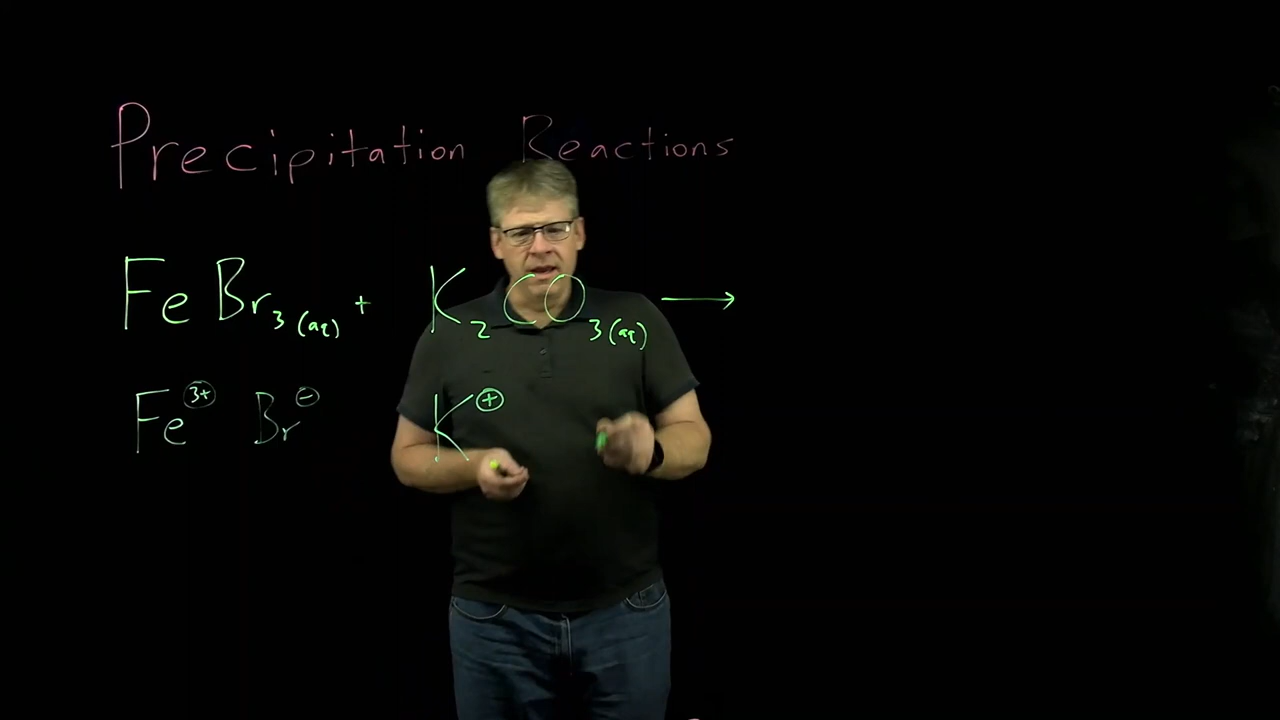 Precipitation Reactions
FeBr₃(aq) + K₂CO₃(aq) →
Fe³⁺ Br⁻ K⁺